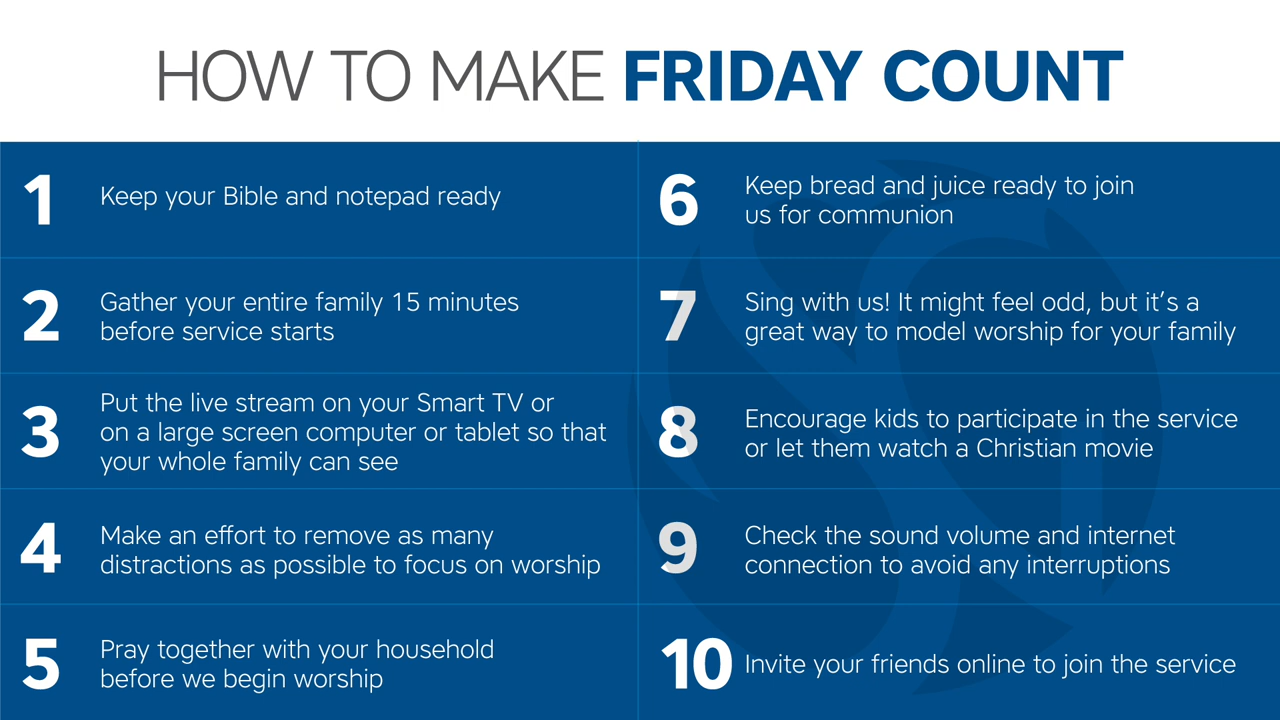 HOW TO MAKE FRIDAY COUNT
1
Keep your Bible and notepad ready
2
Gather your entire family 15 minutes
before service starts
3
Put the live stream on your Smart TV or
on a large screen computer or tablet so that
your whole family can see
4
Make an effort to remove as many
distractions as possible to focus on worship
5
Pray together with your household
before we begin worship
6
Keep bread and juice ready to join
us for communion
7
Sing with us! It might feel odd, but it's a
great way to model worship for your family
8
Encourage kids to participate in the service
or let them watch a Christian movie
9
Check the sound volume and internet
connection to avoid any interruptions
10
Invite your friends online to join the service